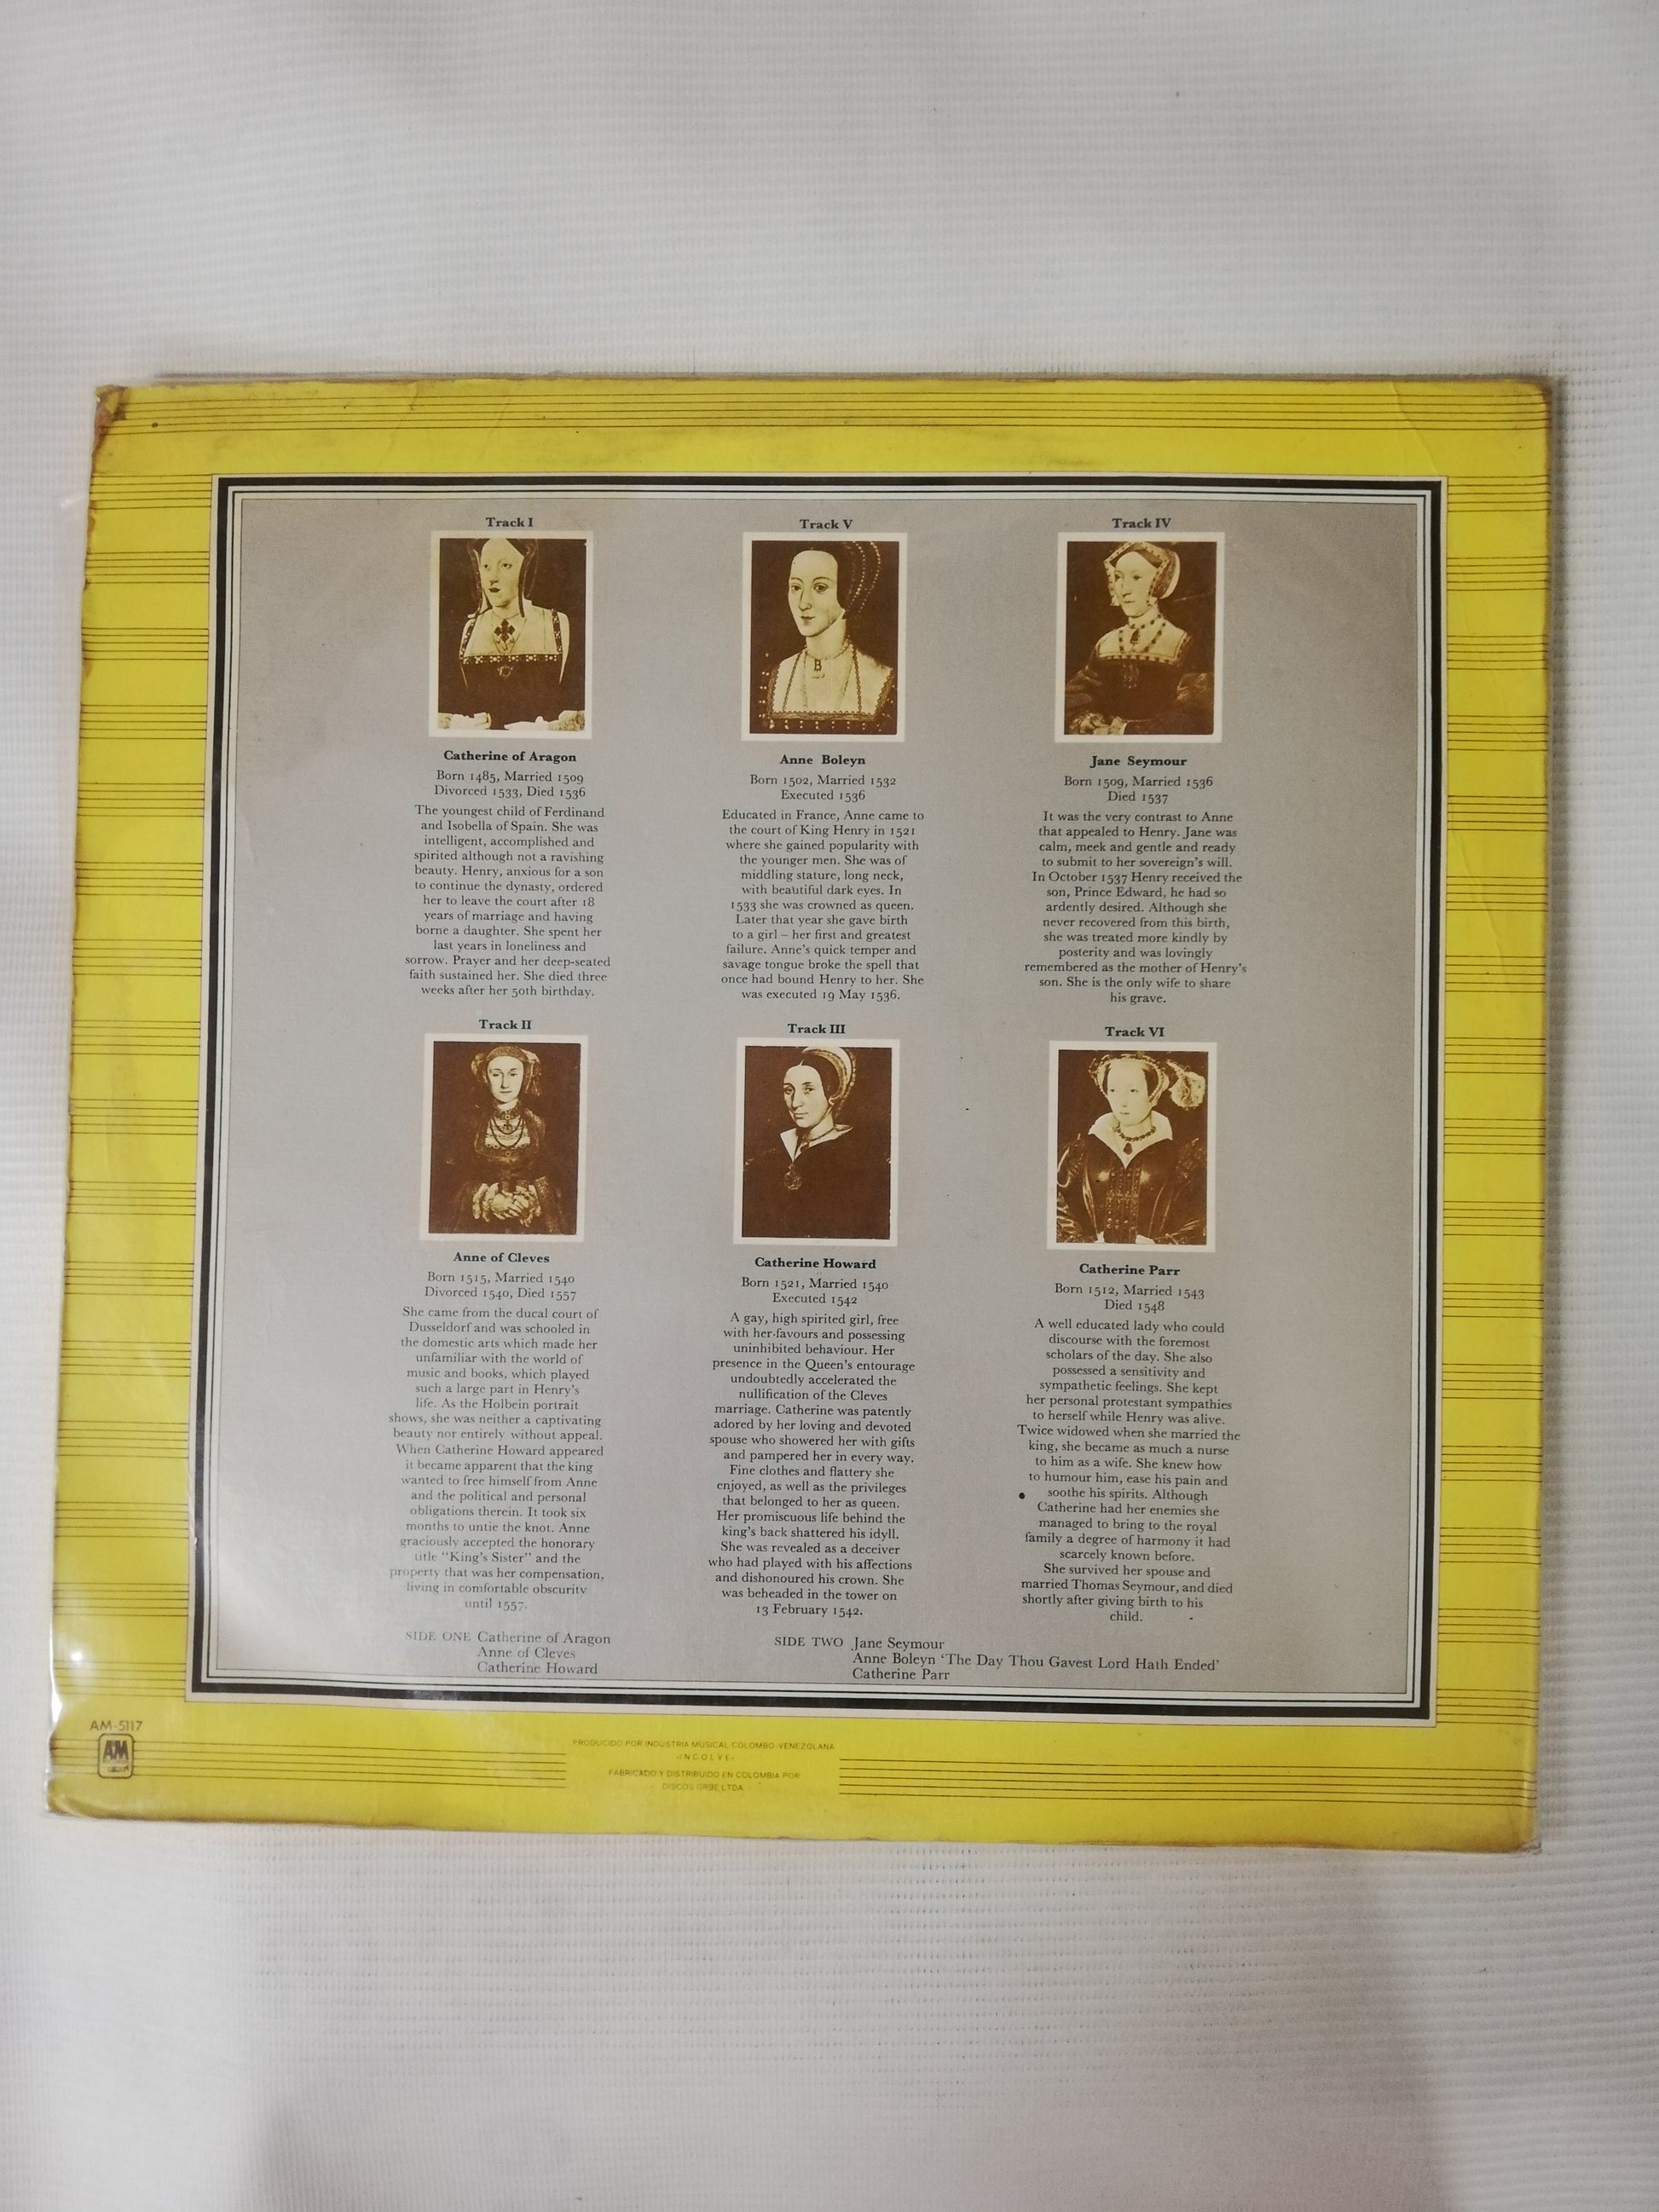 Track I
Catherine of Aragon
Born 1485, Married 1509
Divorced 1533, Died 1536
The youngest child of Ferdinand
and Isobella of Spain. She was
intelligent, accomplished and
spirited although not a ravishing
beauty. Henry, anxious for a son
to continue the dynasty, ordered
her to leave the court after 18
years of marriage and having
borne a daughter. She spent her
last years in loneliness and
sorrow. Prayer and her deep-seated
faith sustained her. She died three
weeks after her 50th birthday.
Track V
B
Anne Boleyn
Born 1502, Married 1532
Executed 1536
Educated in France, Anne came to
the court of King Henry in 1521
where she gained popularity with
the younger men. She was of
middling stature, long neck,
with beautiful dark eyes. In
1533 she was crowned as queen.
Later that year she gave birth
to a girl – her first and greatest
failure. Anne's quick temper and
savage tongue broke the spell that
once had bound Henry to her. She
was executed 19 May 1536.
Track IV
Jane Seymour
Born 1509, Married 1536
Died 1537
It was the very contrast to Anne
that appealed to Henry. Jane was
calm, meek and gentle and ready
to submit to her sovereign's will.
In October 1537 Henry received the
son, Prince Edward, he had so
ardently desired. Although she
never recovered from this birth,
she was treated more kindly by
posterity and was lovingly
remembered as the mother of Henry's
son. She is the only wife to share
his grave.
Track II
Anne of Cleves
Born 1515, Married 1540
Divorced 1540, Died 1557
She came from the ducal court of
Dusseldorf and was schooled in
the domestic arts which made her
unfamiliar with the world of
music and books, which played
such a large part in Henry's
life. As the Holbein portrait
shows, she was neither a captivating
beauty nor entirely without appeal.
When Catherine Howard appeared
it became apparent that the king
wanted to free himself from Anne
and the political and personal
obligations therein. It took six
months to untie the knot. Anne
graciously accepted the honorary
title "King's Sister" and the
property that was her compensation,
living in comfortable obscurity
until 1557.
Track III
Catherine Howard
Born 1521, Married 1540
Executed 1542
A gay, high spirited girl, free
with her favours and possessing
uninhibited behaviour. Her
presence in the Queen's entourage
undoubtedly accelerated the
nullification of the Cleves
marriage. Catherine was patently
adored by her loving and devoted
spouse who showered her with gifts
and pampered her in every way.
Fine clothes and flattery she
enjoyed, as well as the privileges
that belonged to her as queen.
Her promiscuous life behind the
king's back shattered his idyll.
She was revealed as a deceiver
who had played with his affections
and dishonoured his crown. She
was beheaded in the tower on
13 February 1542.
Track VI
Catherine Parr
Born 1512, Married 1543
Died 1548
A well educated lady who could
discourse with the foremost
scholars of the day. She also
possessed a sensitivity and
sympathetic feelings. She kept
her personal protestant sympathies
to herself while Henry was alive.
Twice widowed when she married the
king, she became as much a nurse
to him as a wife. She knew how
to humour him, ease his pain and
soothe his spirits. Although
Catherine had her enemies she
managed to bring to the royal
family a degree of harmony it had
scarcely known before.
She survived her spouse and
married Thomas Seymour, and died
shortly after giving birth to his
child.
SIDE ONE Catherine of Aragon
Anne of Cleves
Catherine Howard
SIDE TWO Jane Seymour
Anne Boleyn 'The Day Thou Gavest Lord Hath Ended'
Catherine Parr
AM-5117
AM
PRODUCIDO POR INDUSTRIA MUSICAL COLOMBO-VENEZOLANA
-INCOLVE-
FABRICADO Y DISTRIBUIDO EN COLOMBIA POR
DISCOS ORBE LTDA